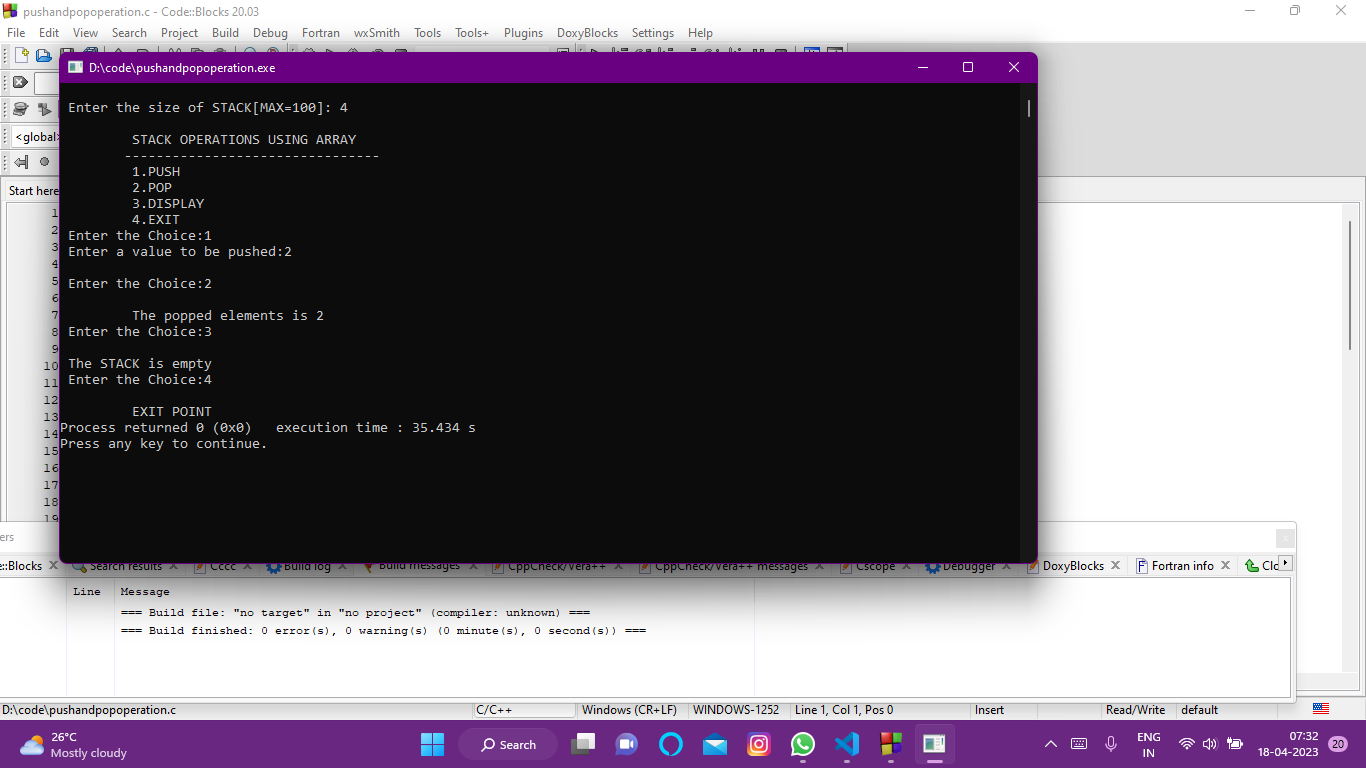 pushandpopoperation.c - Code::Blocks 20.03
File Edit View Search Project Build Debug Fortran wxSmith Tools Tools+ Plugins DoxyBlocks Settings Help
D:\code\pushandpopoperation.exe
Enter the size of STACK[MAX=100]: 4
STACK OPERATIONS USING ARRAY
--------------------------------
1.PUSH
2.POP
3.DISPLAY
4.EXIT
Enter the Choice:1
Enter a value to be pushed:2
Enter the Choice:2
The popped elements is 2
Enter the Choice:3
The STACK is empty
Enter the Choice:4
EXIT POINT
Process returned 0 (0x0)   execution time : 35.434 s
Press any key to continue.
<global>
Start here
1
2
3
4
5
6
7
8
9
10
11
12
13
14
15
16
17
18
19
ers
::Blocks Search results Cccc Build log Build messages CppCheck/Vera++ CppCheck/Vera++ messages Cscope Debugger DoxyBlocks Fortran info Clo
Line Message
=== Build file: "no target" in "no project" (compiler: unknown) ===
=== Build finished: 0 error(s), 0 warning(s) (0 minute(s), 0 second(s)) ===
D:\code\pushandpopoperation.c C/C++ Windows (CR+LF) WINDOWS-1252 Line 1, Col 1, Pos 0 Insert Read/Write default
26°C
Mostly cloudy
Search
ENG
IN
07:32
18-04-2023
20